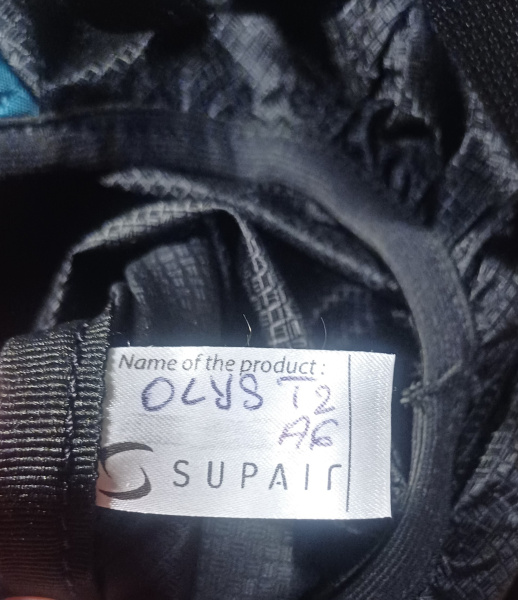 Name of the product :
OLYS T2
A6
SUPAIR